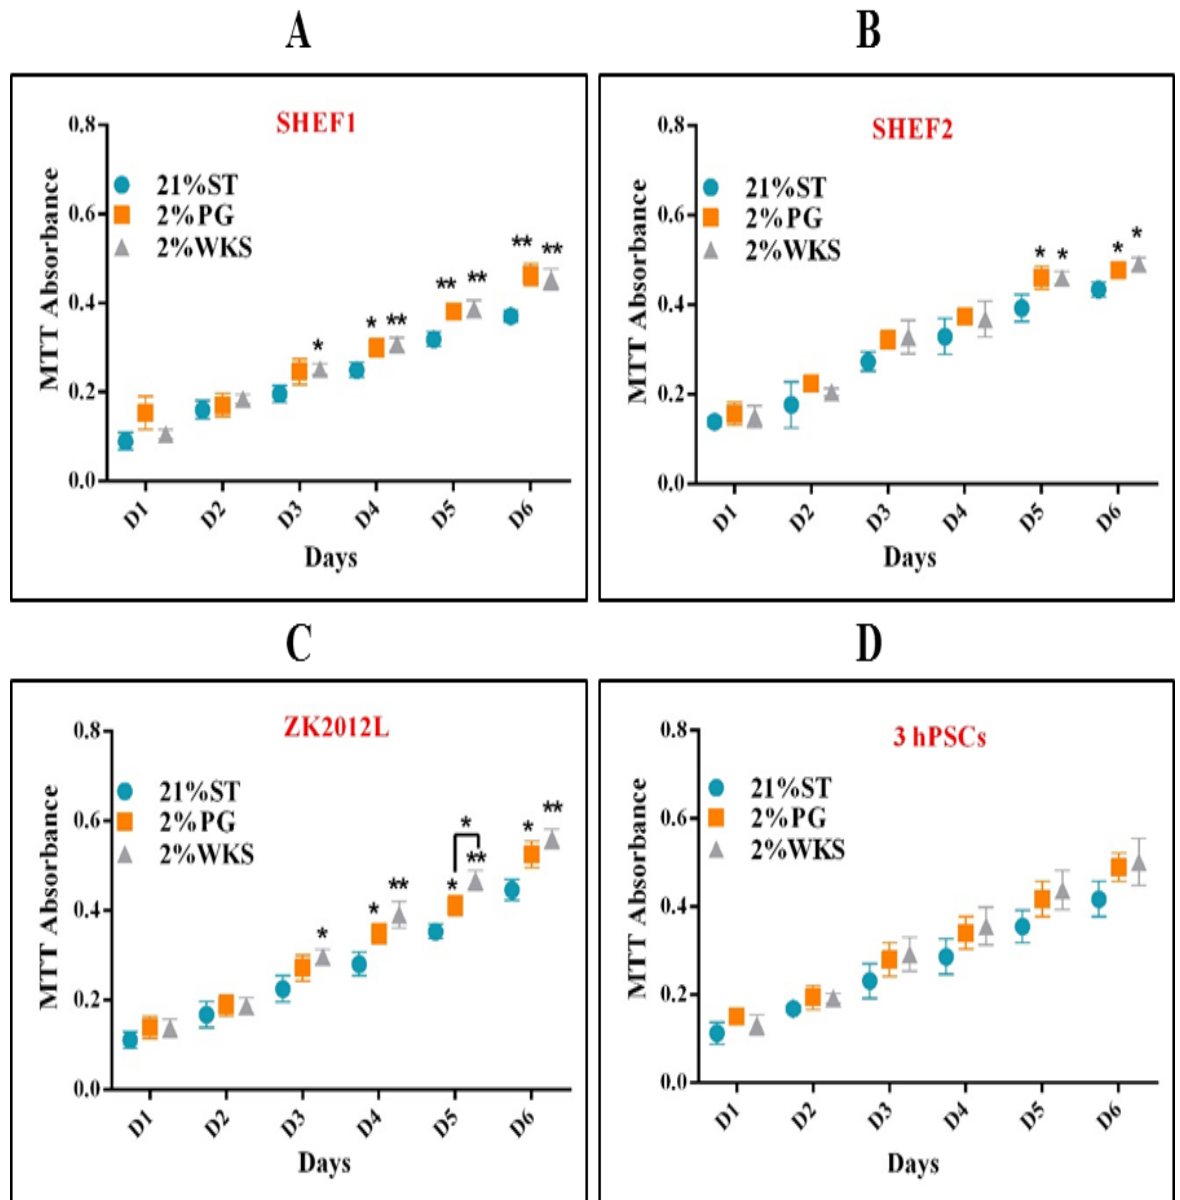 A
SHEF1
MTT Absorbance
0.8
0.6
0.4
0.2
0.0
21%ST
2%PG
2%WKS
*
*
**
**
**
**
**
D1 D2 D3 D4 D5 D6
Days
B
SHEF2
MTT Absorbance
0.8
0.6
0.4
0.2
0.0
21%ST
2%PG
2%WKS
*
*
*
*
D1 D2 D3 D4 D5 D6
Days
C
ZK2012L
MTT Absorbance
0.8
0.6
0.4
0.2
0.0
21%ST
2%PG
2%WKS
*
*
**
*
*
**
*
**
D1 D2 D3 D4 D5 D6
Days
D
3 hPSCs
MTT Absorbance
0.8
0.6
0.4
0.2
0.0
21%ST
2%PG
2%WKS
D1 D2 D3 D4 D5 D6
Days